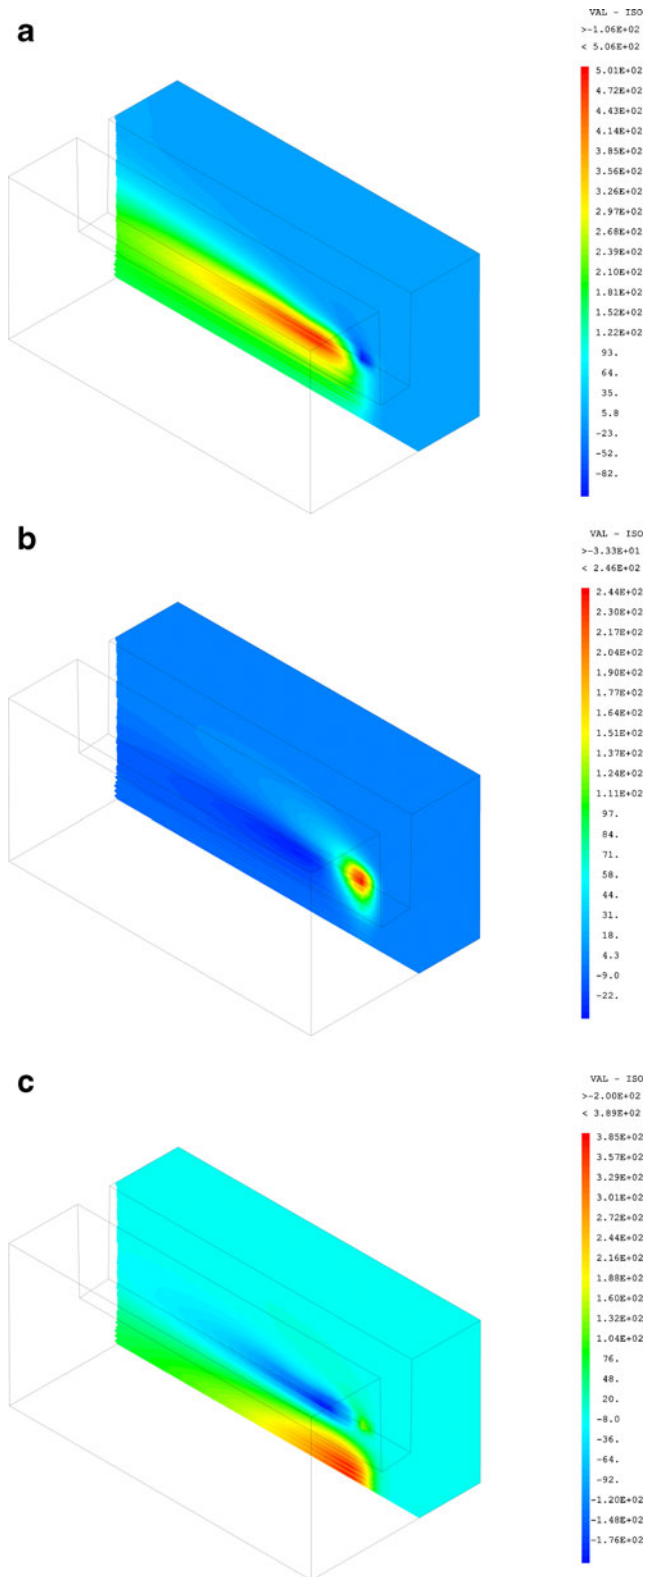 a
VAL - ISO
>-1.06E+02
< 5.06E+02
5.01E+02
4.72E+02
4.43E+02
4.14E+02
3.85E+02
3.56E+02
3.26E+02
2.97E+02
2.68E+02
2.39E+02
2.10E+02
1.81E+02
1.52E+02
1.22E+02
93.
64.
35.
5.8
-23.
-52.
-82.
b
VAL - ISO
>-3.33E+01
< 2.46E+02
2.44E+02
2.30E+02
2.17E+02
2.04E+02
1.90E+02
1.77E+02
1.64E+02
1.51E+02
1.37E+02
1.24E+02
1.11E+02
97.
84.
71.
58.
44.
31.
18.
4.3
-9.0
-22.
c
VAL - ISO
>-2.00E+02
< 3.89E+02
3.85E+02
3.57E+02
3.29E+02
3.01E+02
2.72E+02
2.44E+02
2.16E+02
1.88E+02
1.60E+02
1.32E+02
1.04E+02
76.
48.
20.
-8.0
-36.
-64.
-92.
-1.20E+02
-1.48E+02
-1.76E+02